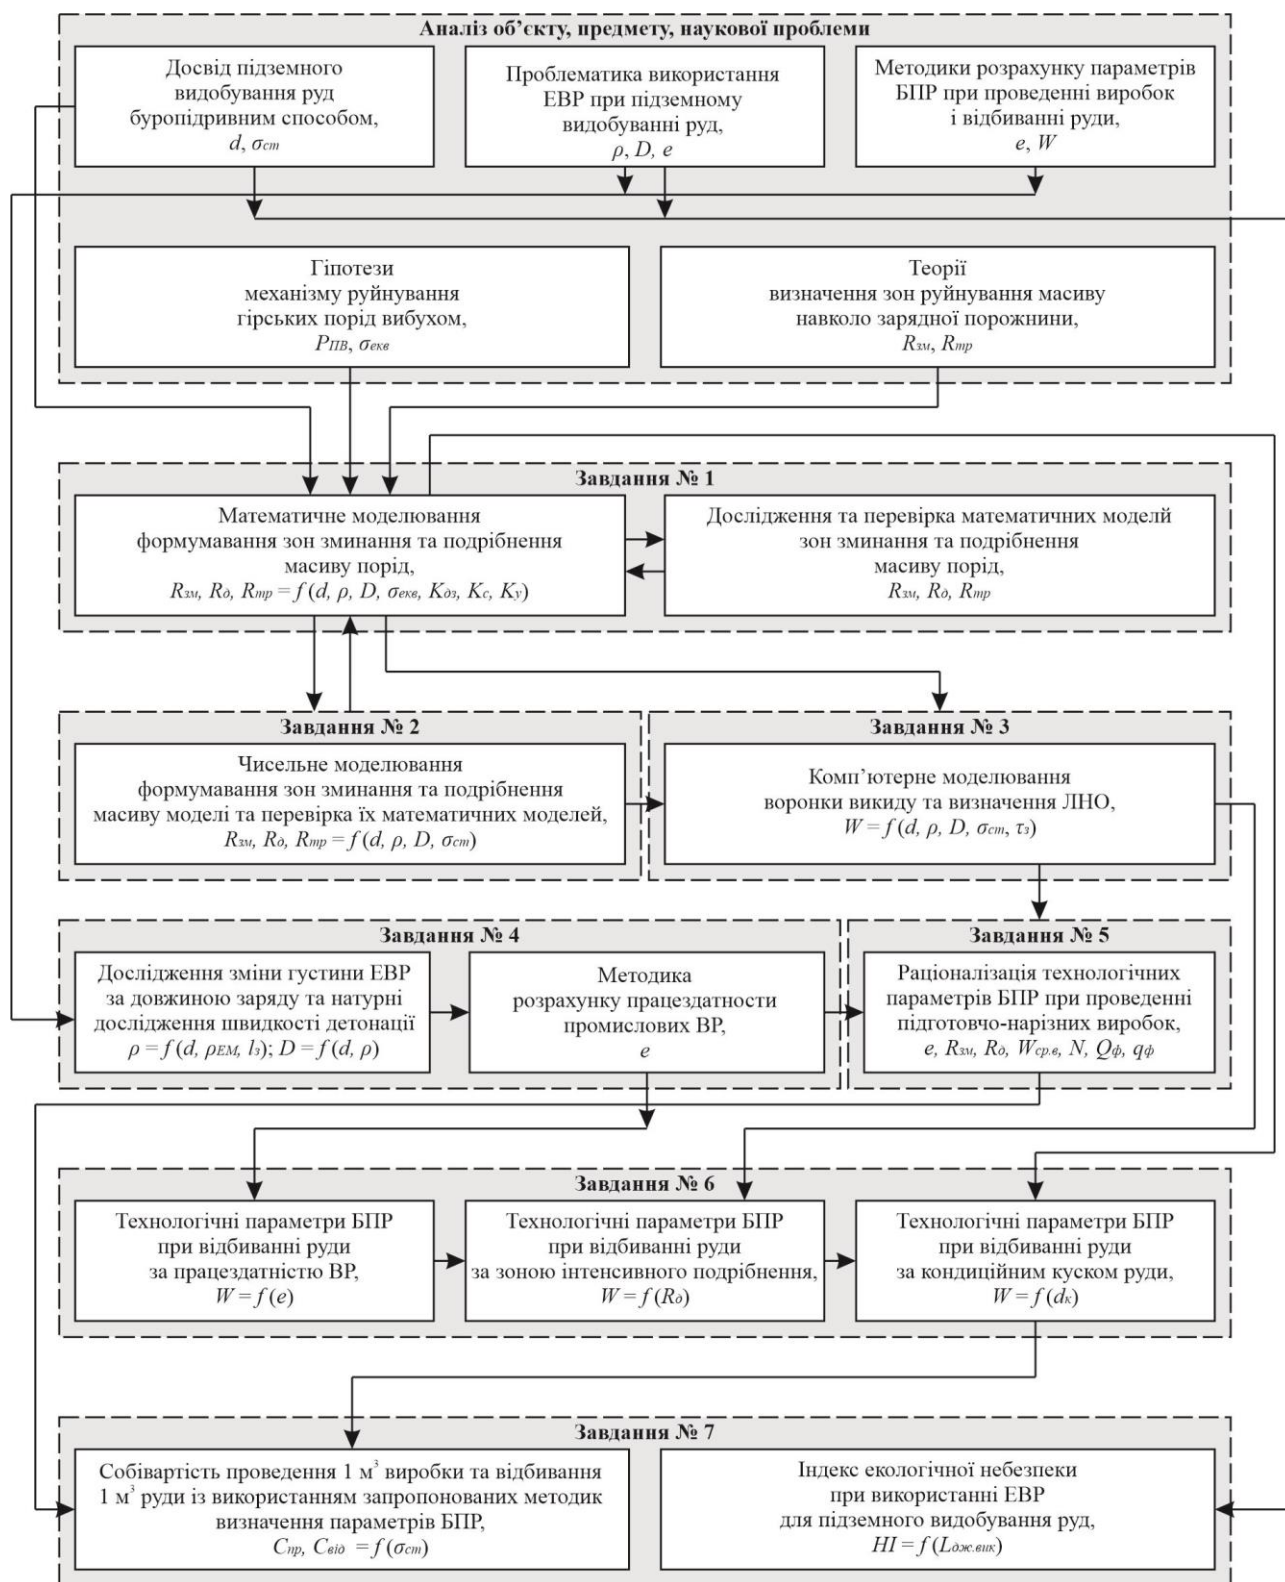 Аналіз об’єкту, предмету, наукової проблеми
Досвід підземного
видобування руд
буропідривним способом,
d, σст
Проблематика використання
ЕВР при підземному
видобуванні руд,
ρ, D, e
Методики розрахунку параметрів
БПР при проведенні виробок
і відбиванні руди,
e, W
Гіпотези
механізму руйнування
гірських порід вибухом,
PПВ, σекв
Теорії
визначення зон руйнування масиву
навколо зарядної порожнини,
Rзм, Rтр
Завдання № 1
Математичне моделювання
формумавання зон зминання та подрібнення
масиву порід,
Rзм, Rд, Rтр = f (d, ρ, D, σекв, Kдз, Kс, Kу)
Дослідження та перевірка математичних моделй
зон зминання та подрібнення
масиву порід,
Rзм, Rд, Rтр
Завдання № 2
Чисельне моделювання
формумавання зон зминання та подрібнення
масиву моделі та перевірка їх математичних моделей,
Rзм, Rд, Rтр = f (d, ρ, D, σст)
Завдання № 3
Комп’ютерне моделювання
воронки викиду та визначення ЛНО,
W = f (d, ρ, D, σст, τз)
Завдання № 4
Дослідження зміни густини ЕВР
за довжиною заряду та натурні
дослідження швидкості детонації
ρ = f (d, ρЕМ, lз); D = f (d, ρ)
Методика
розрахунку працездатности
промислових ВР,
e
Завдання № 5
Раціоналізація технологічних
параметрів БПР при проведенні
підготовчо-нарізних виробок,
e, Rзм, Rд, Wср.в, N, Qф, qф
Завдання № 6
Технологічні параметри БПР
при відбиванні руди
за працездатністю ВР,
W = f (e)
Технологічні параметри БПР
при відбиванні руди
за зоною інтенсивного подрібнення,
W = f (Rд)
Технологічні параметри БПР
при відбиванні руди
за кондиційним куском руди,
W = f (dк)
Завдання № 7
Собівартість проведення 1 м³ виробки та відбивання
1 м³ руди із використанням запропонованих методик
визначення параметрів БПР,
Cпр, Cвід = f (σст)
Індекс екологічної небезпеки
при використанні ЕВР
для підземного видобування руд,
HI = f (Lдж.вик)